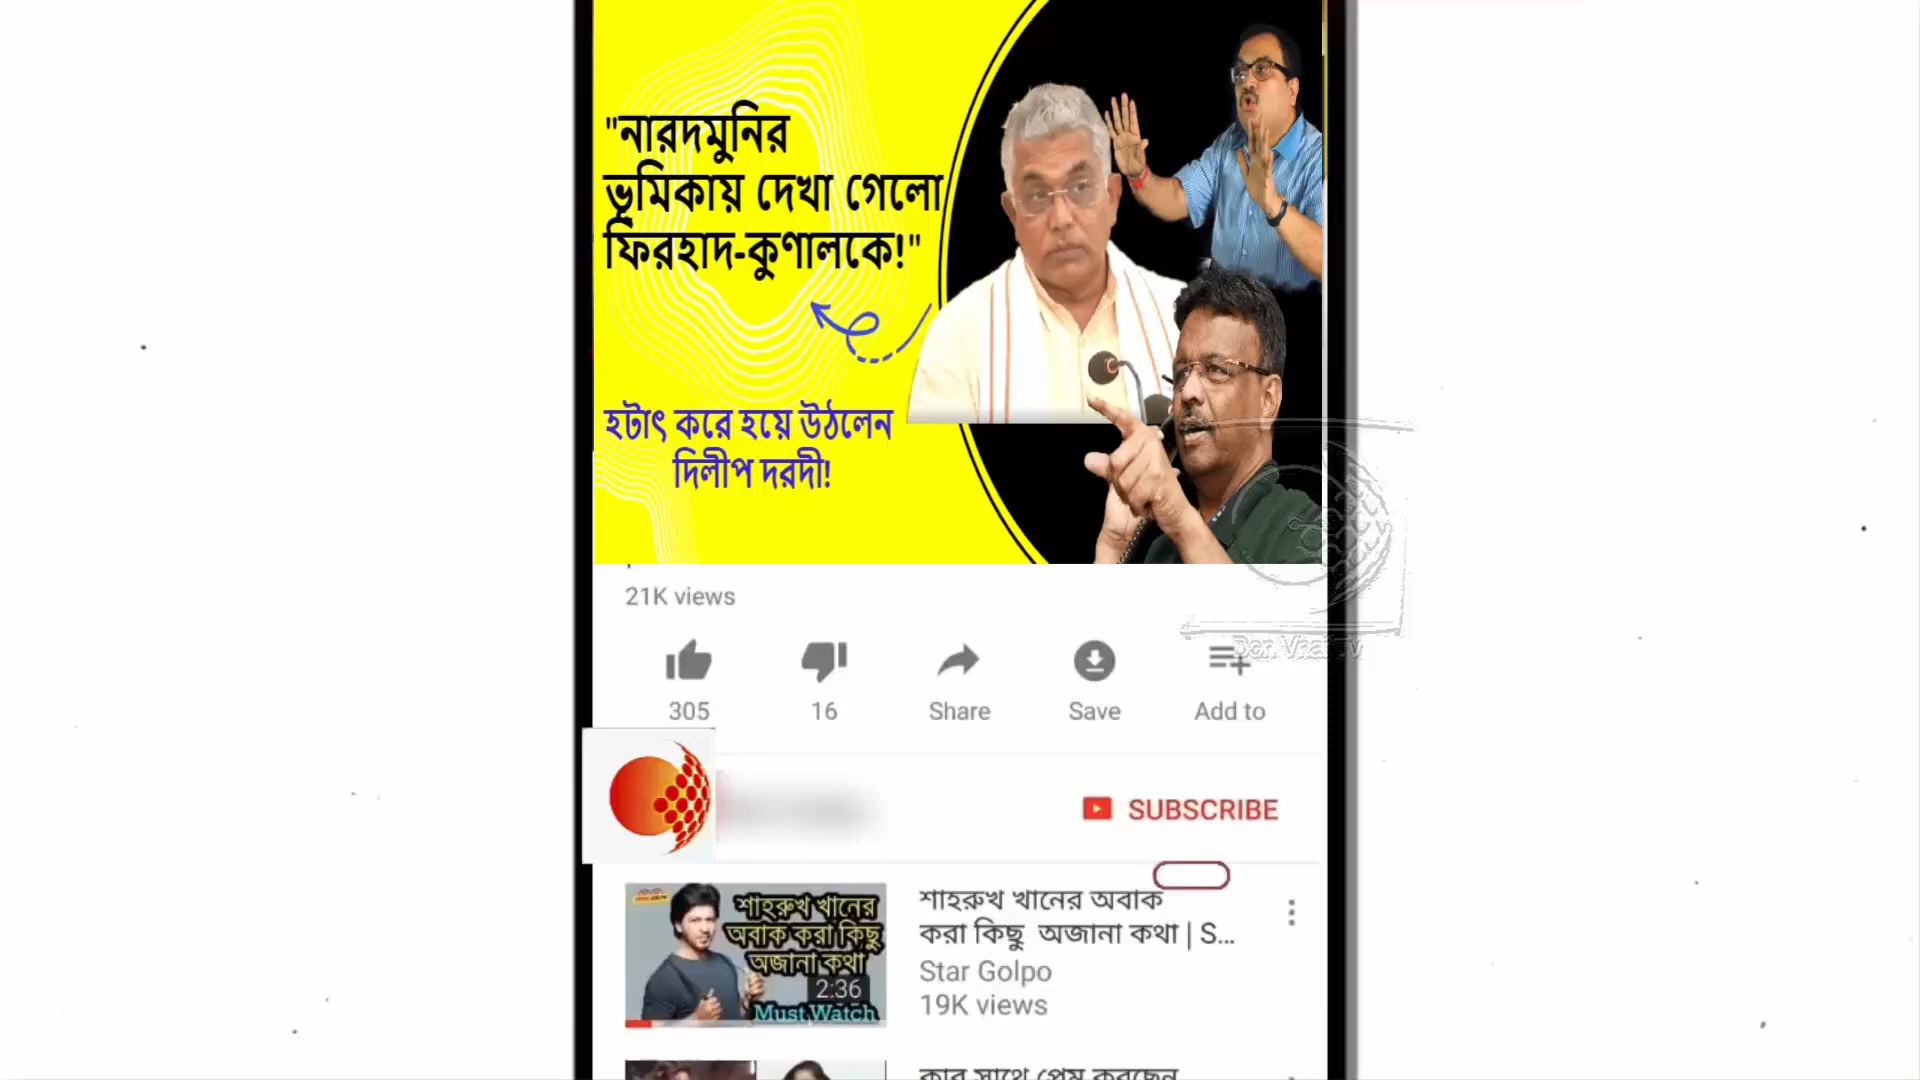 "নারদমুনির
ভূমিকায় দেখা গেলো
ফিরহাদ-কুণালকে!"
হটাৎ করে হয়ে উঠলেন
দিলীপ দরদী!
21K views
305
16
Share
Save
Add to
SUBSCRIBE
শাহরুখ খানের
অবাক করা কিছু
অজানা কথা
2:36
Must Watch
শাহরুখ খানের অবাক
করা কিছু অজানা কথা | S...
Star Golpo
19K views
কার সাথে প্রেম করছেন